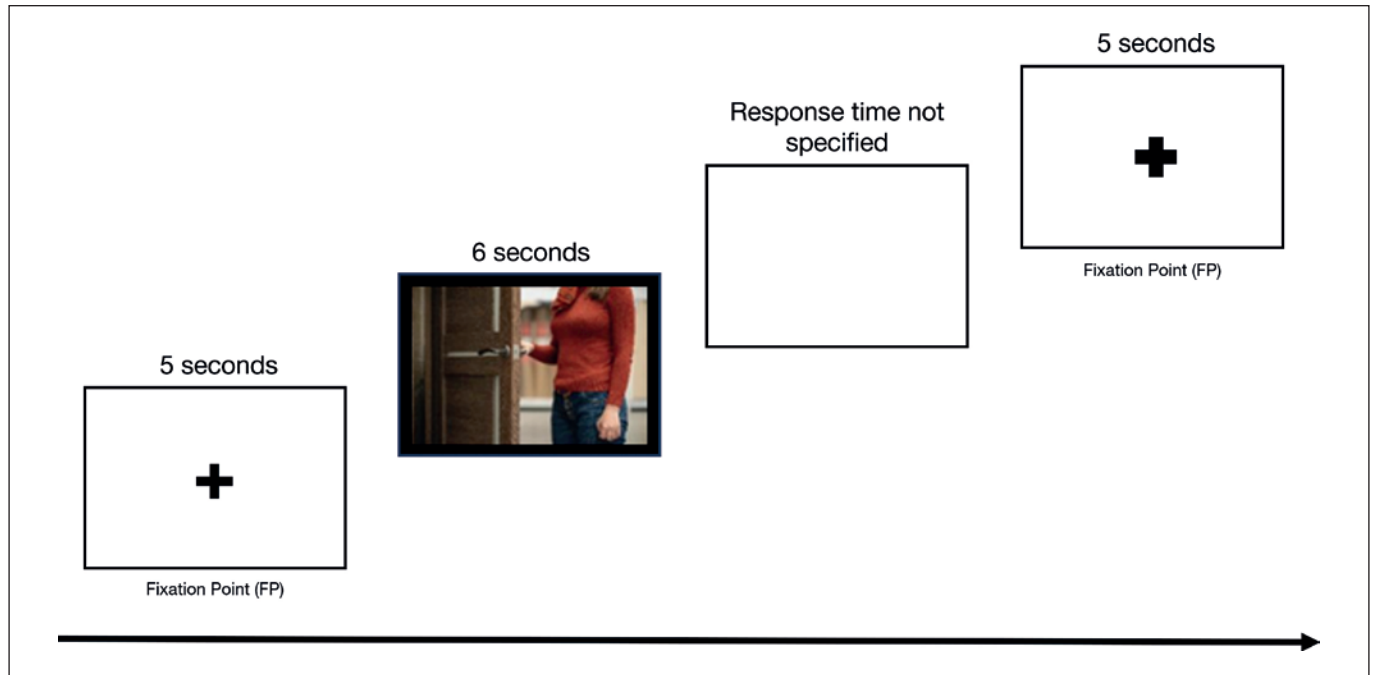 5 seconds
Fixation Point (FP)
6 seconds
Response time not
specified
5 seconds
Fixation Point (FP)